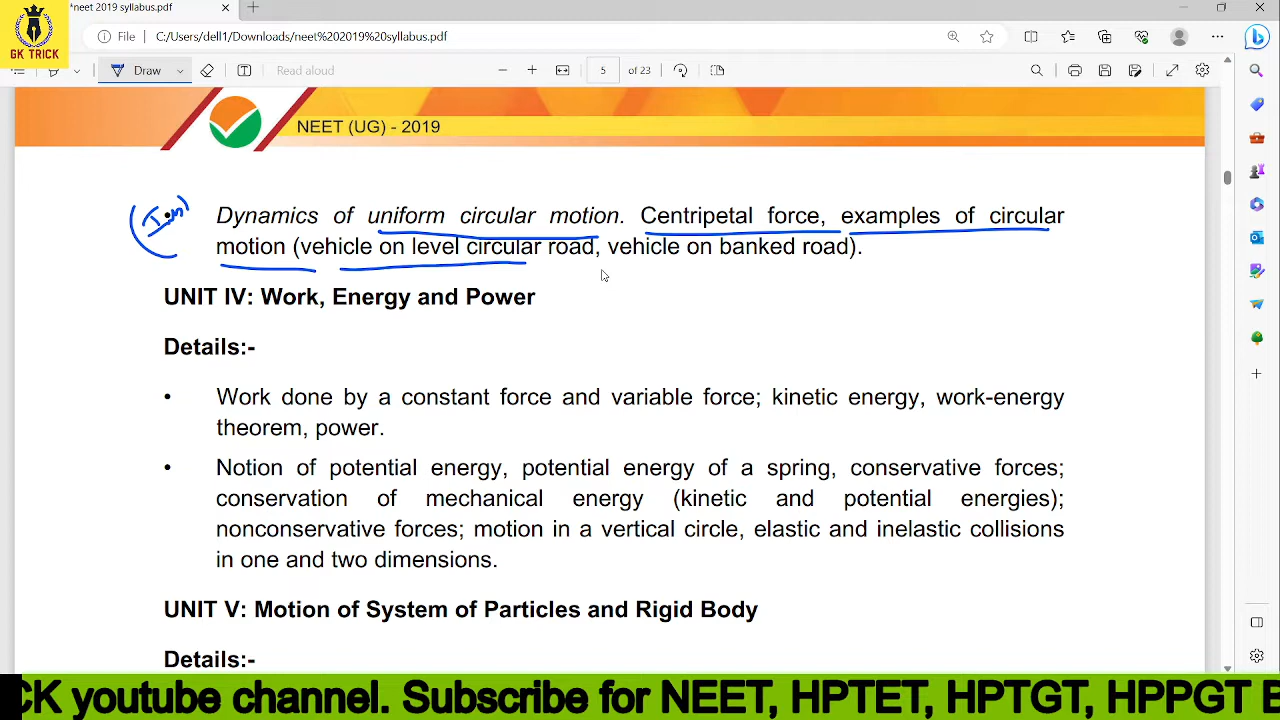 *neet 2019 syllabus.pdf
GK TRICK
File C:/Users/dell1/Downloads/neet%202019%20syllabus.pdf
Draw Read aloud 5 of 23
NEET (UG) - 2019
Dynamics of uniform circular motion. Centripetal force, examples of circular
motion (vehicle on level circular road, vehicle on banked road).
UNIT IV: Work, Energy and Power
Details:-
• Work done by a constant force and variable force; kinetic energy, work-energy
theorem, power.
• Notion of potential energy, potential energy of a spring, conservative forces;
conservation of mechanical energy (kinetic and potential energies);
nonconservative forces; motion in a vertical circle, elastic and inelastic collisions
in one and two dimensions.
UNIT V: Motion of System of Particles and Rigid Body
Details:-
CK youtube channel. Subscribe for NEET, HPTET, HPTGT, HPPGT